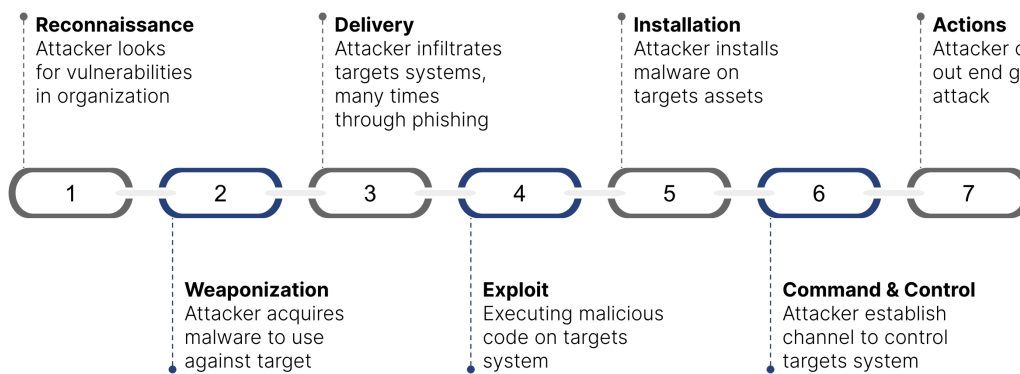 Reconnaissance
Attacker looks
for vulnerabilities
in organization
Delivery
Attacker infiltrates
targets systems,
many times
through phishing
Installation
Attacker installs
malware on
targets assets
Actions
Attacker
out end
attack
1
2
3
4
5
6
7
Weaponization
Attacker acquires
malware to use
against target
Exploit
Executing malicious
code on targets
system
Command & Control
Attacker establish
channel to control
targets system